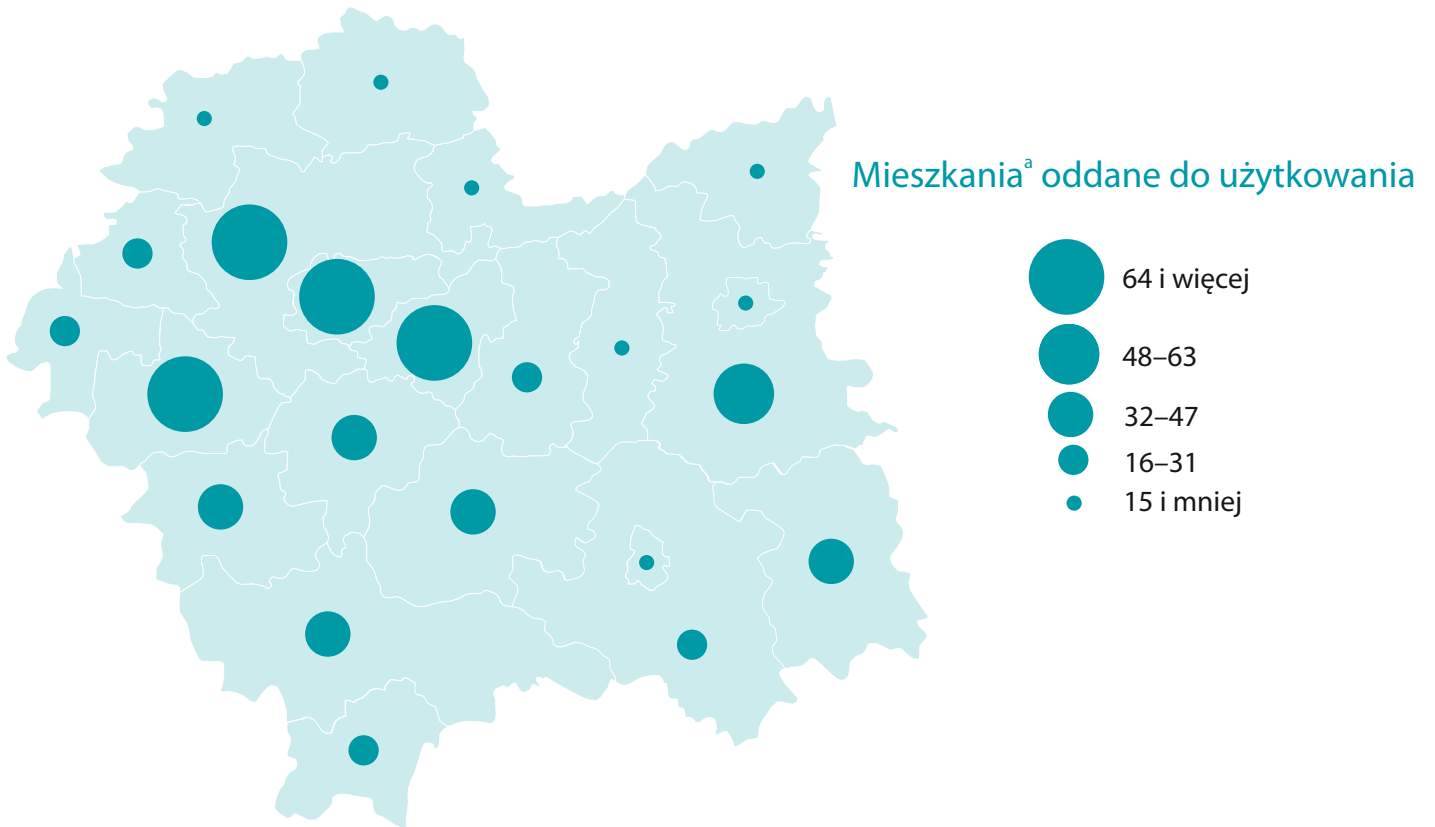 Mieszkaniaᵃ oddane do użytkowania
64 i więcej
48–63
32–47
16–31
15 i mniej